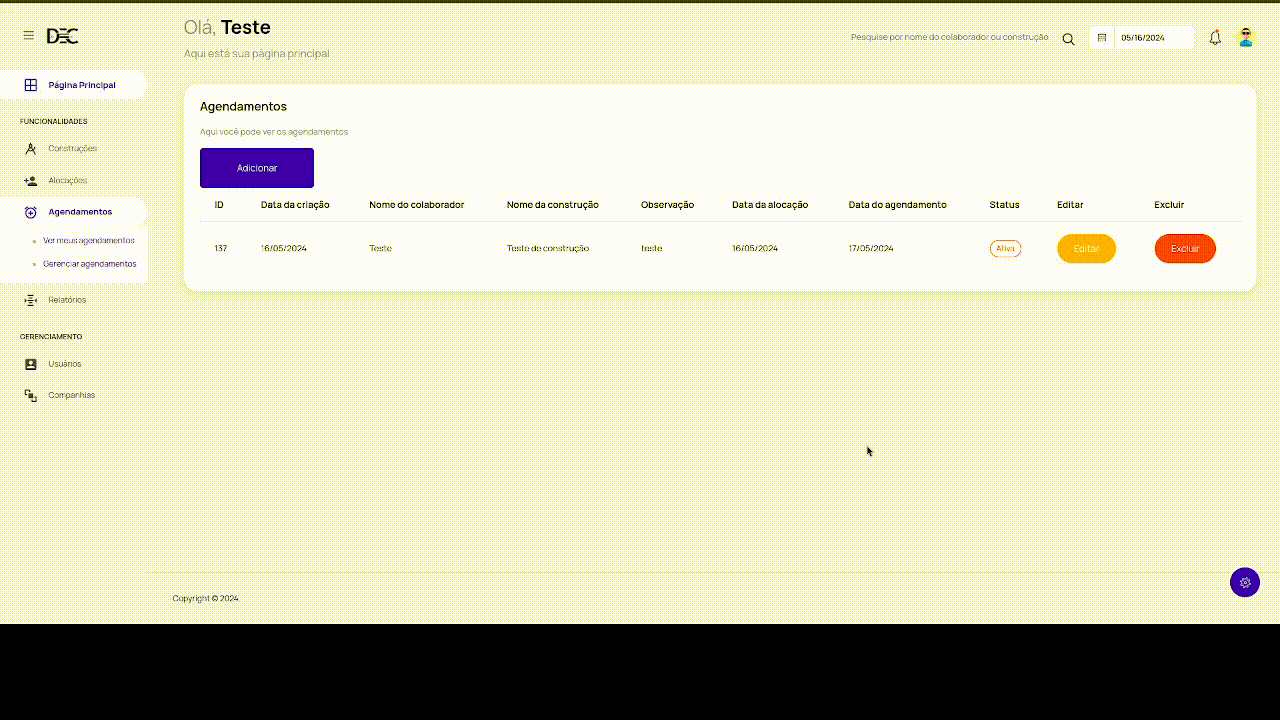 DEC
Olá, Teste
Aqui está sua página principal
Pesquise por nome do colaborador ou construção
05/16/2024
Página Principal
FUNCIONALIDADES
Construções
Alocações
Agendamentos
Ver meus agendamentos
Gerenciar agendamentos
Relatórios
GERENCIAMENTO
Usuários
Companhias
Agendamentos
Aqui você pode ver os agendamentos
Adicionar
ID Data da criação Nome do colaborador Nome da construção Observação Data da alocação Data do agendamento Status Editar Excluir
137 16/05/2024 Teste Teste de construção teste 16/05/2024 17/05/2024 Ativa Editar Excluir
Copyright © 2024.